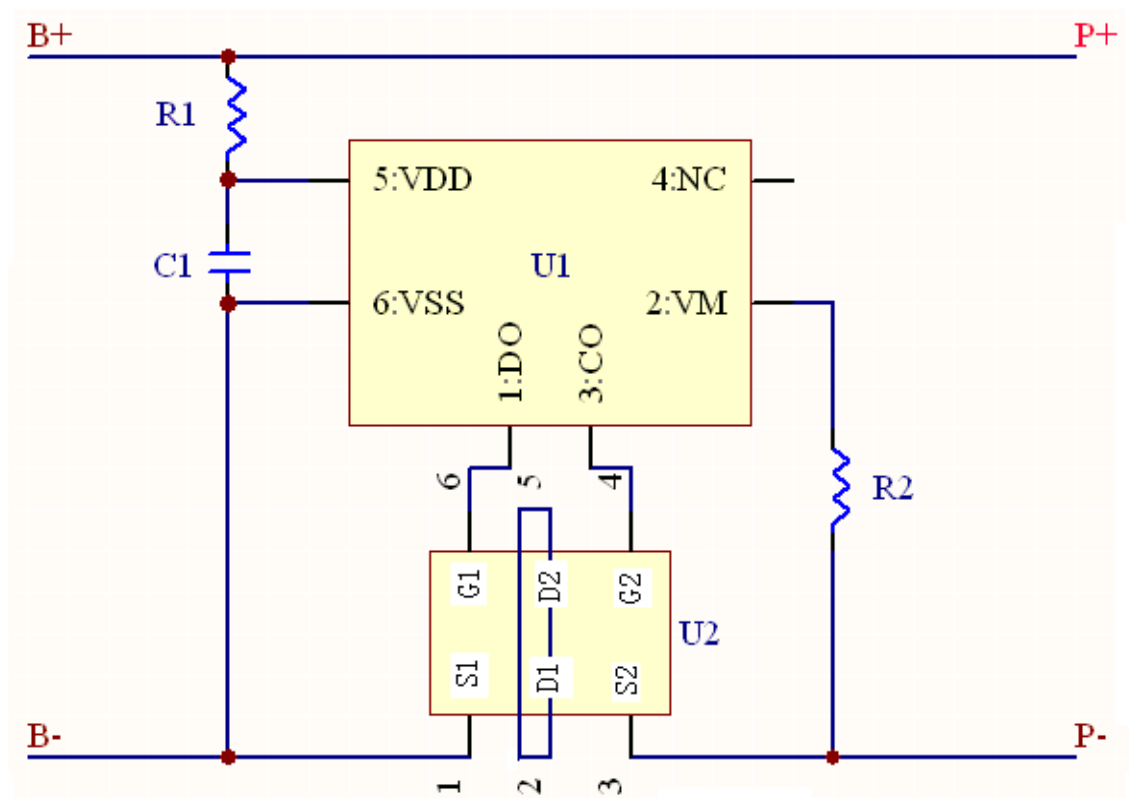 B+
P+
R1
5:VDD
4:NC
C1
U1
6:VSS
2:VM
1:DO
3:CO
6
5
4
R2
G1
D2
G2
U2
S1
D1
S2
B-
P-
1
2
3